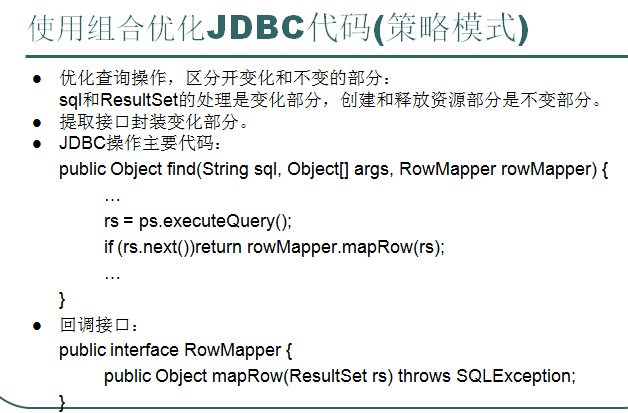 使用组合优化JDBC代码(策略模式)
● 优化查询操作，区分开变化和不变的部分：
sql和ResultSet的处理是变化部分，创建和释放资源部分是不变部分。
● 提取接口封装变化部分。
● JDBC操作主要代码：
public Object find(String sql, Object[] args, RowMapper rowMapper) {
…
rs = ps.executeQuery();
if (rs.next())return rowMapper.mapRow(rs);
…
}
● 回调接口：
public interface RowMapper {
public Object mapRow(ResultSet rs) throws SQLException;
}